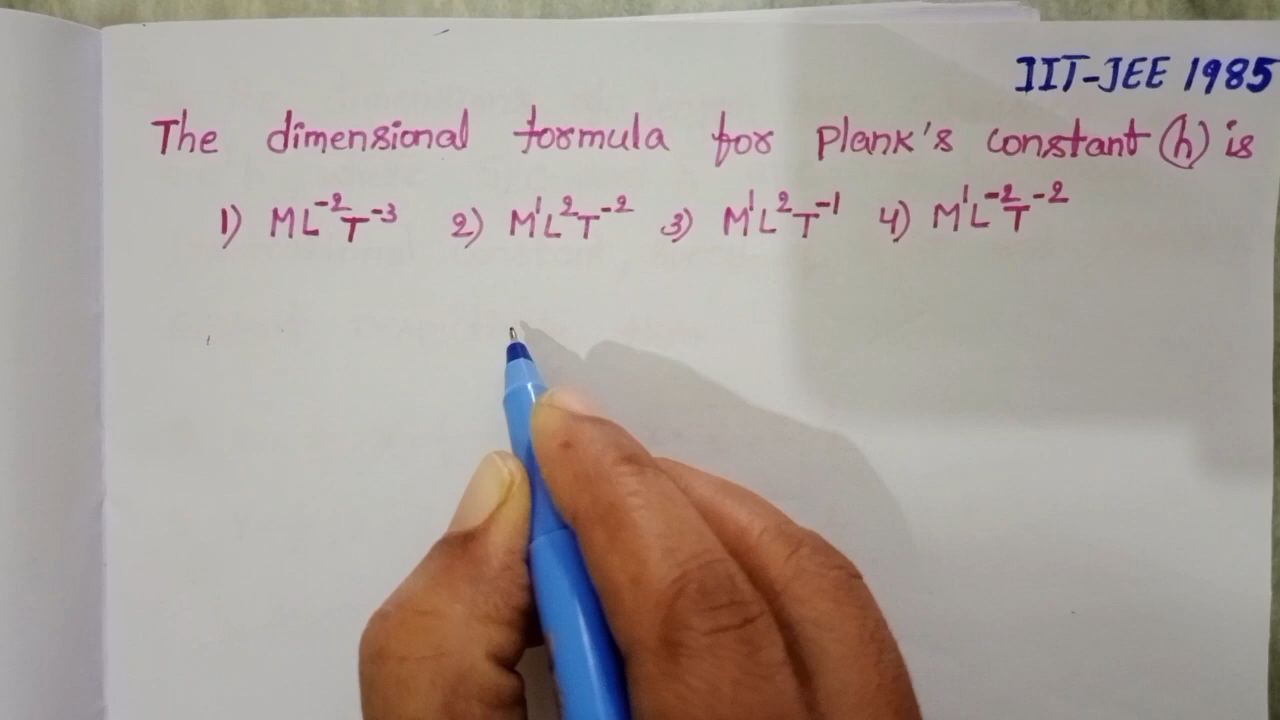 IIT-JEE 1985
The dimensional formula for Plank's constant (h) is
1) ML⁻²T⁻³ 2) M¹L²T⁻² 3) M¹L²T⁻¹ 4) M¹L⁻²T⁻²